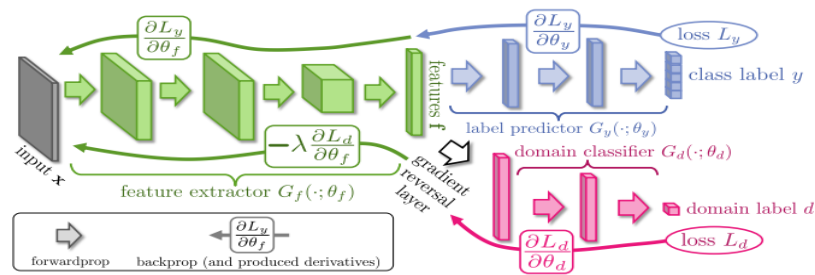 ∂L_y/∂θ_f
∂L_y/∂θ_y
loss L_y
features f
class label y
label predictor G_y(·;θ_y)
input x
−λ ∂L_d/∂θ_f
feature extractor G_f(·;θ_f)
gradient
reversal
layer
domain classifier G_d(·;θ_d)
domain label d
∂L_d/∂θ_d
loss L_d
forwardprop
∂L_y/∂θ_f
backprop (and produced derivatives)